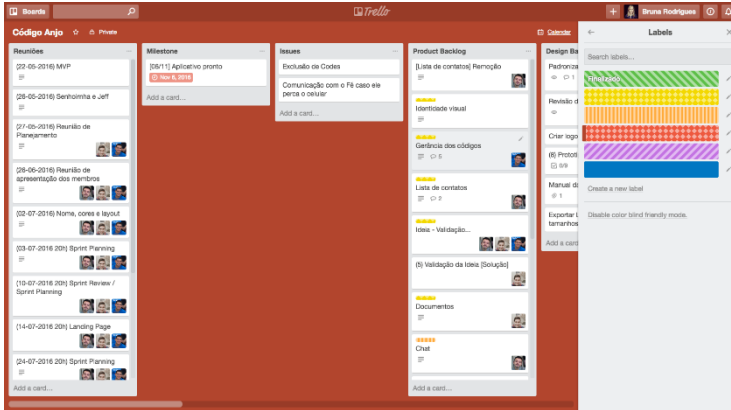 Boards
Trello
Bruna Rodrigues
Código Anjo
Private
Calendar
Reuniões
(22-05-2016) MVP
(26-05-2016) Senhorinha e Jeff
(27-05-2016) Reunião de
Planejamento
(28-06-2016) Reunião de
apresentação dos membros
(02-07-2016) Nome, cores e layout
(03-07-2016 20h) Sprint Planning
(10-07-2016 20h) Sprint Review /
Sprint Planning
(14-07-2016 20h) Landing Page
(24-07-2016 20h) Sprint Planning
Add a card...
Milestone
[06/11] Aplicativo pronto
Nov 6, 2016
Add a card...
Issues
Exclusão de Codes
Comunicação com o Fê caso ele
perca o celular
Add a card...
Product Backlog
[Lista de contatos] Remoção
Identidade visual
Gerência dos códigos
5
Lista de contatos
2
Ideia - Validação...
(5) Validação da Ideia [Solução]
Documentos
Chat
Add a card...
Design Ba
Padroniza
1
Revisão d
Criar logo
(8) Prototi
3/9
Manual da
1
Exportar l
tamanhos
Add a card
Labels
Search labels...
Finalizado
Create a new label
Disable color blind friendly mode.